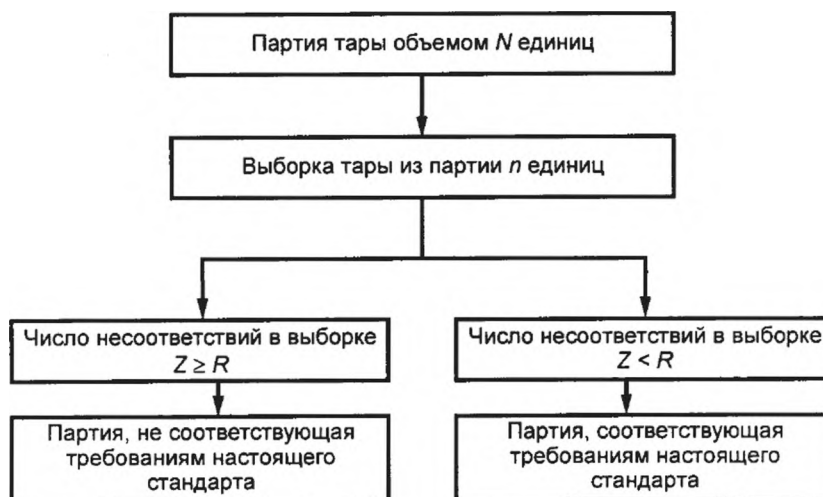 Партия тары объемом N единиц
Выборка тары из партии n единиц
Число несоответствий в выборке
Z ≥ R
Число несоответствий в выборке
Z < R
Партия, не соответствующая
требованиям настоящего
стандарта
Партия, соответствующая
требованиям настоящего
стандарта